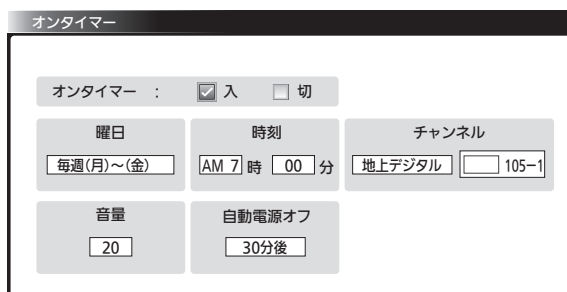 オンタイマー
オンタイマー : 入 切
曜日 時刻 チャンネル
毎週(月)～(金) AM 7 時 00 分 地上デジタル 105−1
音量 自動電源オフ
20 30分後